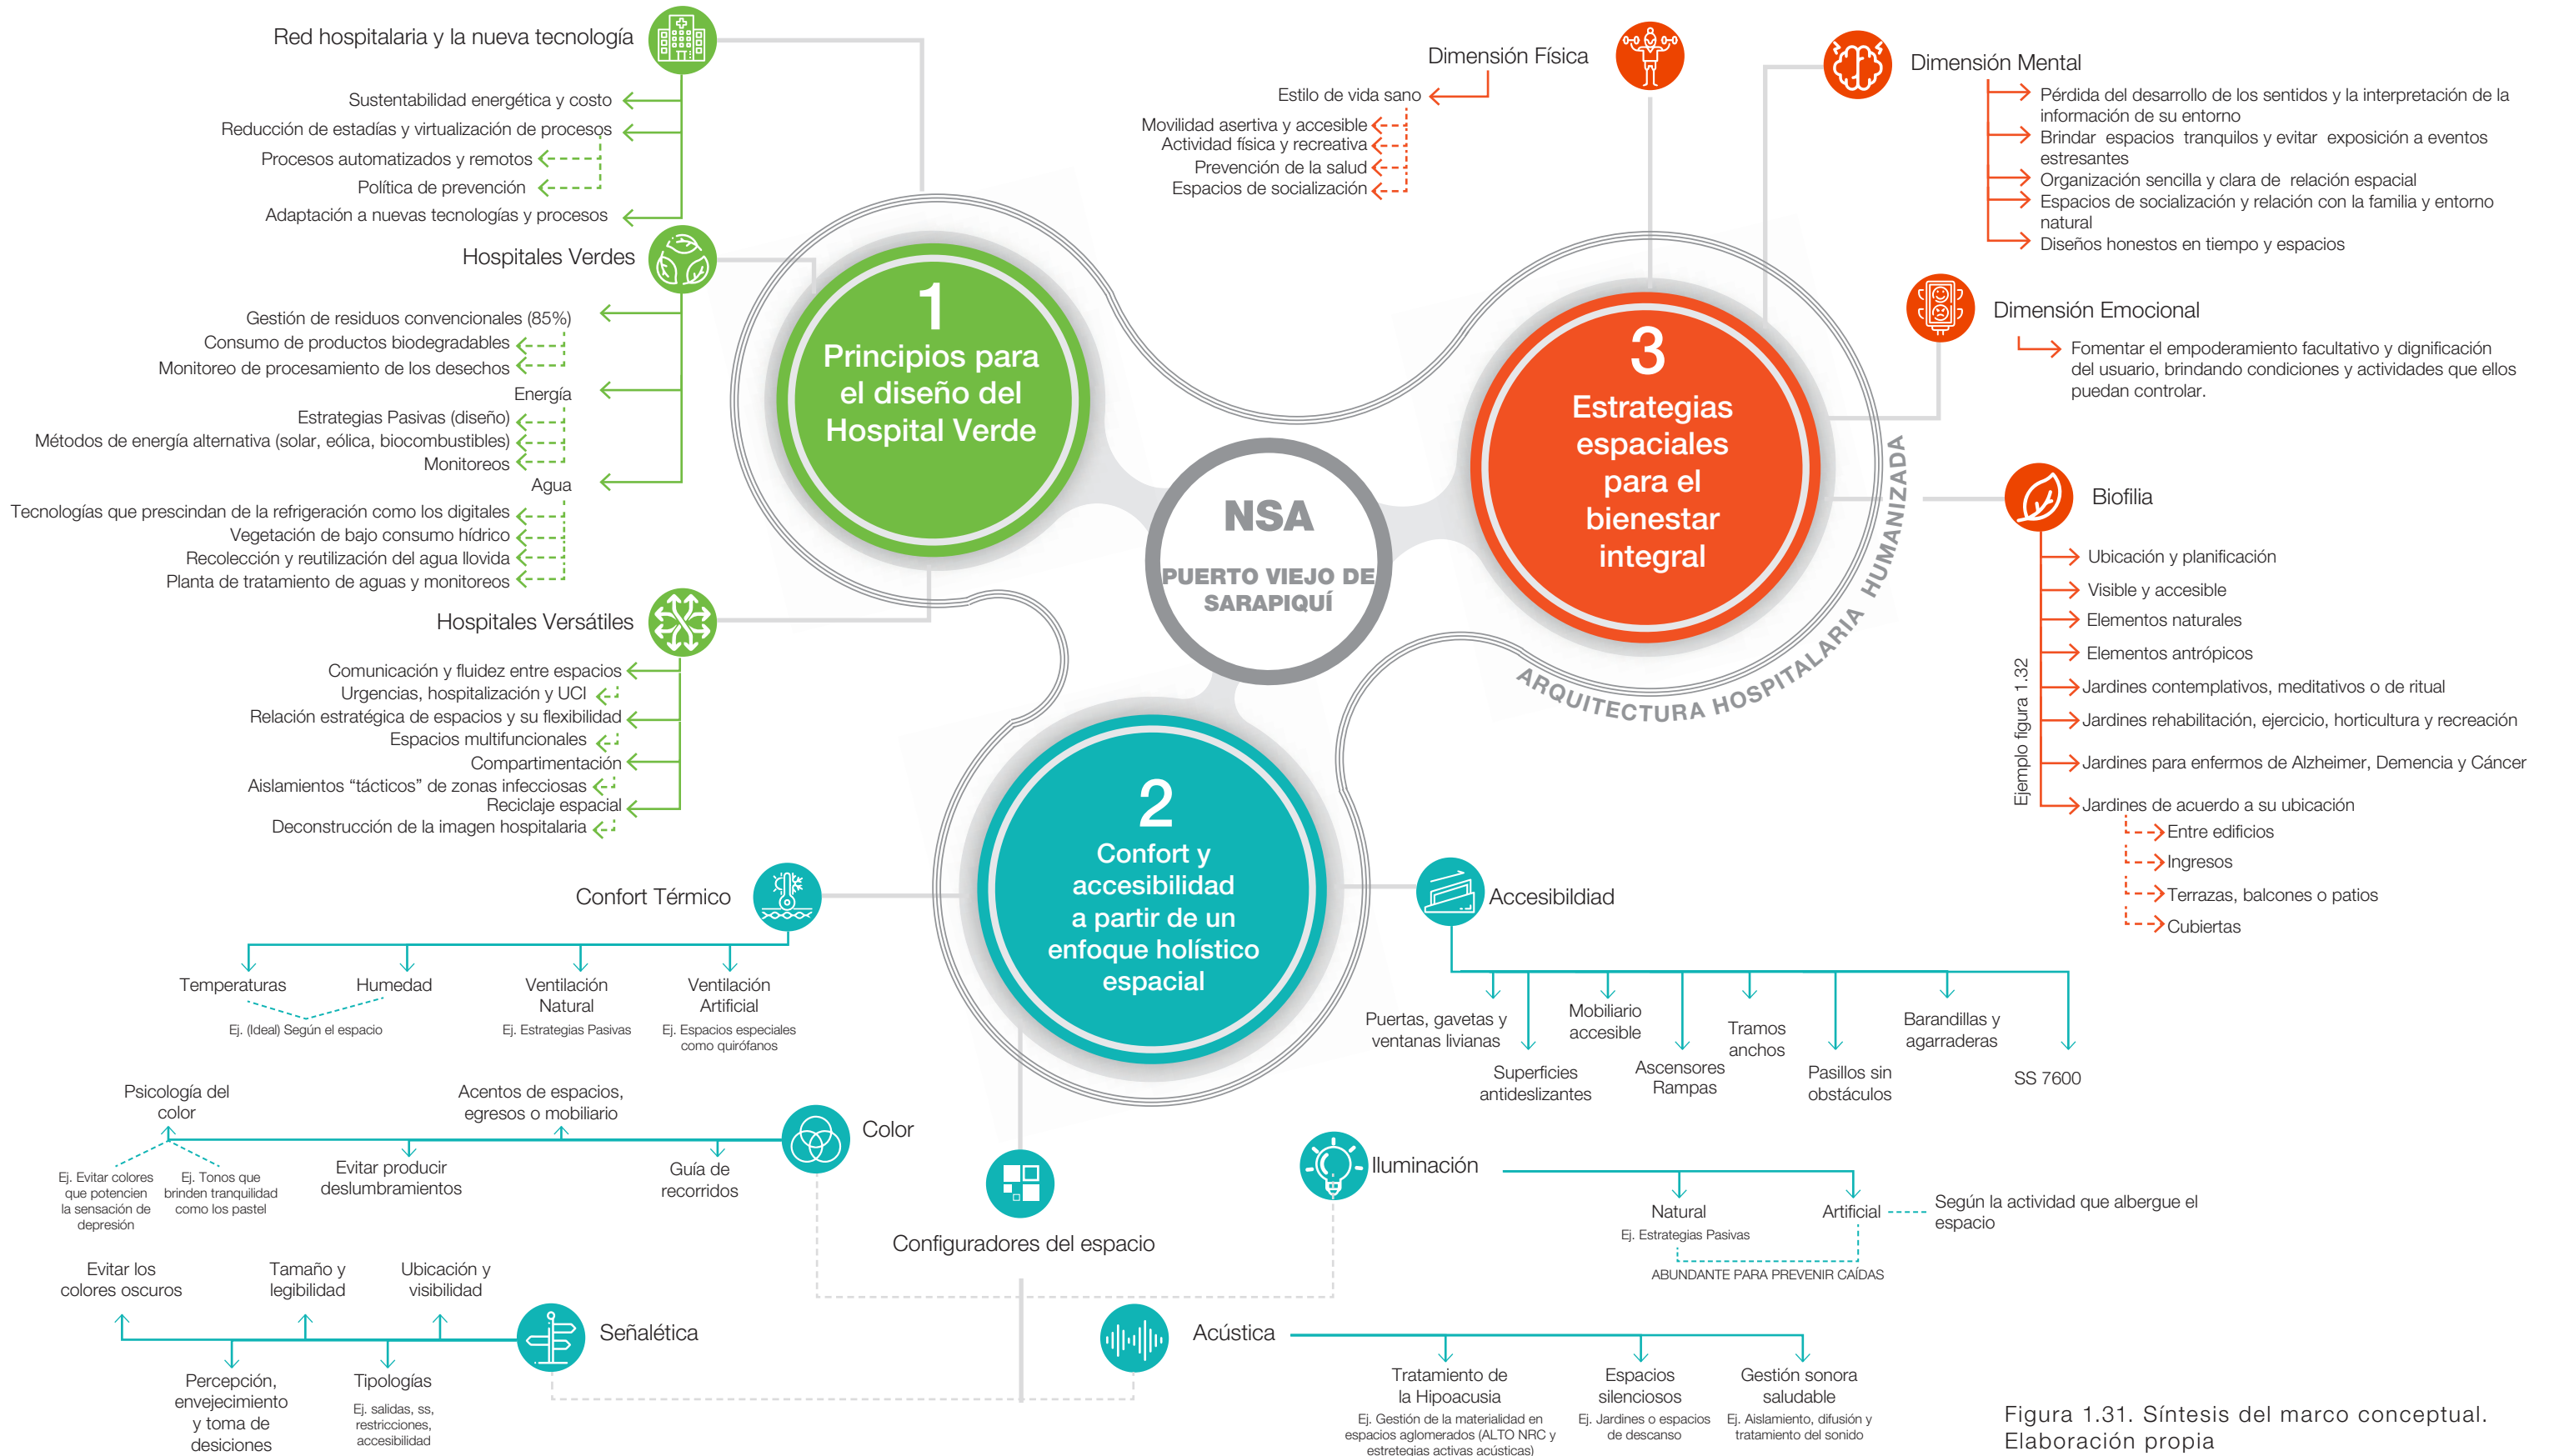 Red hospitalaria y la nueva tecnología
Sustentabilidad energética y costo
Reducción de estadías y virtualización de procesos
Procesos automatizados y remotos
Política de prevención
Adaptación a nuevas tecnologías y procesos
Hospitales Verdes
Gestión de residuos convencionales (85%)
Consumo de productos biodegradables
Monitoreo de procesamiento de los desechos
Energía
Estrategias Pasivas (diseño)
Métodos de energía alternativa (solar, eólica, biocombustibles)
Monitoreos
Agua
Tecnologías que prescindan de la refrigeración como los digitales
Vegetación de bajo consumo hídrico
Recolección y reutilización del agua llovida
Planta de tratamiento de aguas y monitoreos
Hospitales Versátiles
Comunicación y fluidez entre espacios
Urgencias, hospitalización y UCI
Relación estratégica de espacios y su flexibilidad
Espacios multifuncionales
Compartimentación
Aislamientos “tácticos” de zonas infecciosas
Reciclaje espacial
Deconstrucción de la imagen hospitalaria
1
Principios para
el diseño del
Hospital Verde
NSA
PUERTO VIEJO DE
SARAPIQUÍ
3
Estrategias
espaciales
para el
bienestar
integral
ARQUITECTURA HOSPITALARIA HUMANIZADA
Dimensión Física
Estilo de vida sano
Movilidad asertiva y accesible
Actividad física y recreativa
Prevención de la salud
Espacios de socialización
Dimensión Mental
Pérdida del desarrollo de los sentidos y la interpretación de la
información de su entorno
Brindar espacios tranquilos y evitar exposición a eventos
estresantes
Organización sencilla y clara de relación espacial
Espacios de socialización y relación con la familia y entorno
natural
Diseños honestos en tiempo y espacios
Dimensión Emocional
Fomentar el empoderamiento facultativo y dignificación
del usuario, brindando condiciones y actividades que ellos
puedan controlar.
Biofilia
Ubicación y planificación
Visible y accesible
Elementos naturales
Elementos antrópicos
Jardines contemplativos, meditativos o de ritual
Jardines rehabilitación, ejercicio, horticultura y recreación
Jardines para enfermos de Alzheimer, Demencia y Cáncer
Jardines de acuerdo a su ubicación
Entre edificios
Ingresos
Terrazas, balcones o patios
Cubiertas
Ejemplo figura 1.32
2
Confort y
accesibilidad
a partir de un
enfoque holístico
espacial
Confort Térmico
Temperaturas
Humedad
Ej. (Ideal) Según el espacio
Ventilación
Natural
Ej. Estrategias Pasivas
Ventilación
Artificial
Ej. Espacios especiales
como quirófanos
Accesibildiad
Puertas, gavetas y
ventanas livianas
Superficies
antideslizantes
Mobiliario
accesible
Ascensores
Rampas
Tramos
anchos
Pasillos sin
obstáculos
Barandillas y
agarraderas
SS 7600
Color
Psicología del
color
Ej. Evitar colores
que potencien
la sensación de
depresión
Ej. Tonos que
brinden tranquilidad
como los pastel
Evitar producir
deslumbramientos
Acentos de espacios,
egresos o mobiliario
Guía de
recorridos
Configuradores del espacio
Iluminación
Natural
Ej. Estrategias Pasivas
Artificial
Según la actividad que albergue el
espacio
ABUNDANTE PARA PREVENIR CAÍDAS
Señalética
Evitar los
colores oscuros
Tamaño y
legibilidad
Ubicación y
visibilidad
Percepción,
envejecimiento
y toma de
desiciones
Tipologías
Ej. salidas, ss,
restricciones,
accesibilidad
Acústica
Tratamiento de
la Hipoacusia
Ej. Gestión de la materialidad en
espacios aglomerados (ALTO NRC y
estretegias activas acústicas)
Espacios
silenciosos
Ej. Jardines o espacios
de descanso
Gestión sonora
saludable
Ej. Aislamiento, difusión y
tratamiento del sonido
Figura 1.31. Síntesis del marco conceptual.
Elaboración propia